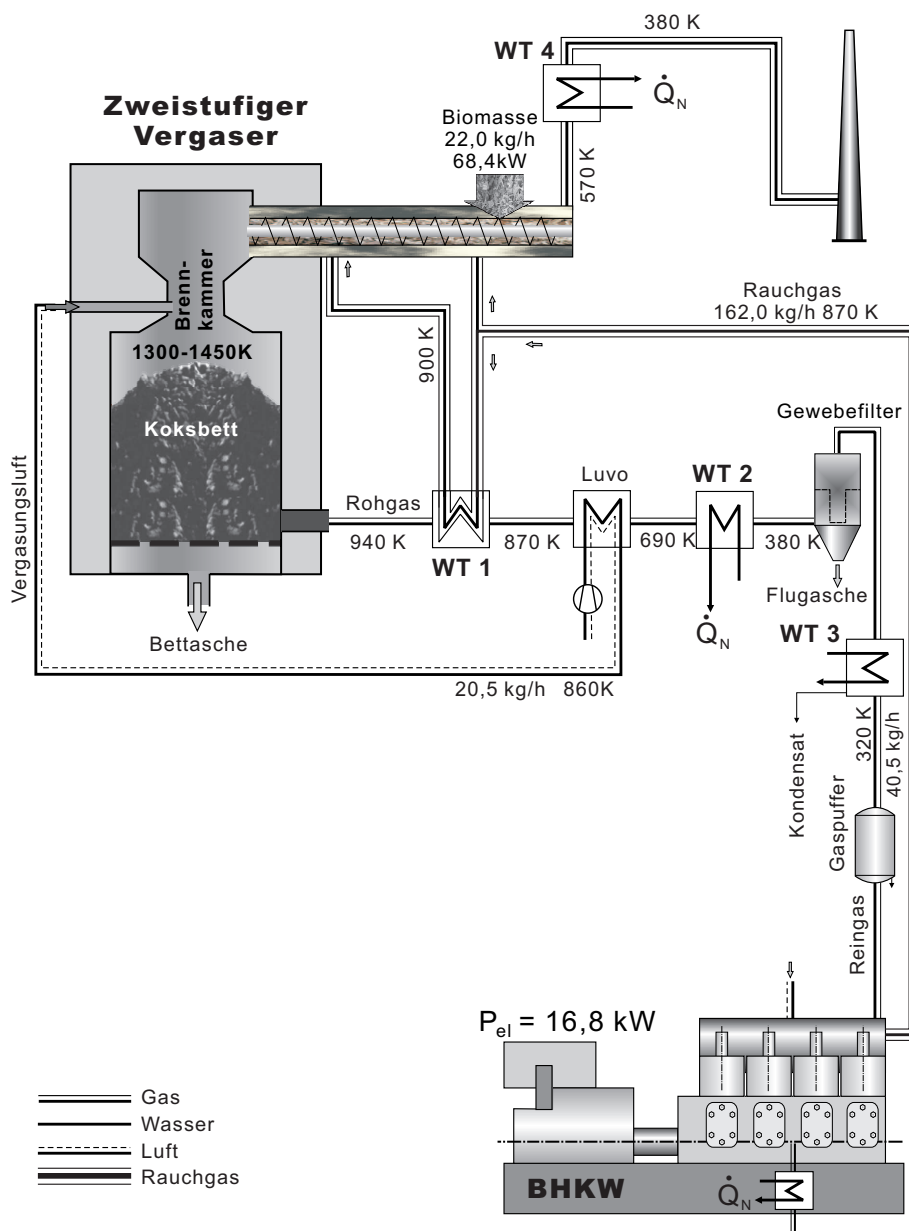 380 K
WT 4
Q̇N
Zweistufiger
Vergaser
Biomasse
22,0 kg/h
68,4kW
570 K
Brenn-
kammer
1300-1450K
Koksbett
900 K
Rauchgas
162,0 kg/h 870 K
Gewebefilter
Vergasungsluft
Rohgas
940 K
WT 1
870 K
Luvo
690 K
WT 2
380 K
Flugasche
Q̇N
WT 3
Bettasche
20,5 kg/h 860K
320 K
40,5 kg/h
Kondensat
Gaspuffer
Reingas
Pel = 16,8 kW
BHKW
Q̇N
Gas
Wasser
Luft
Rauchgas